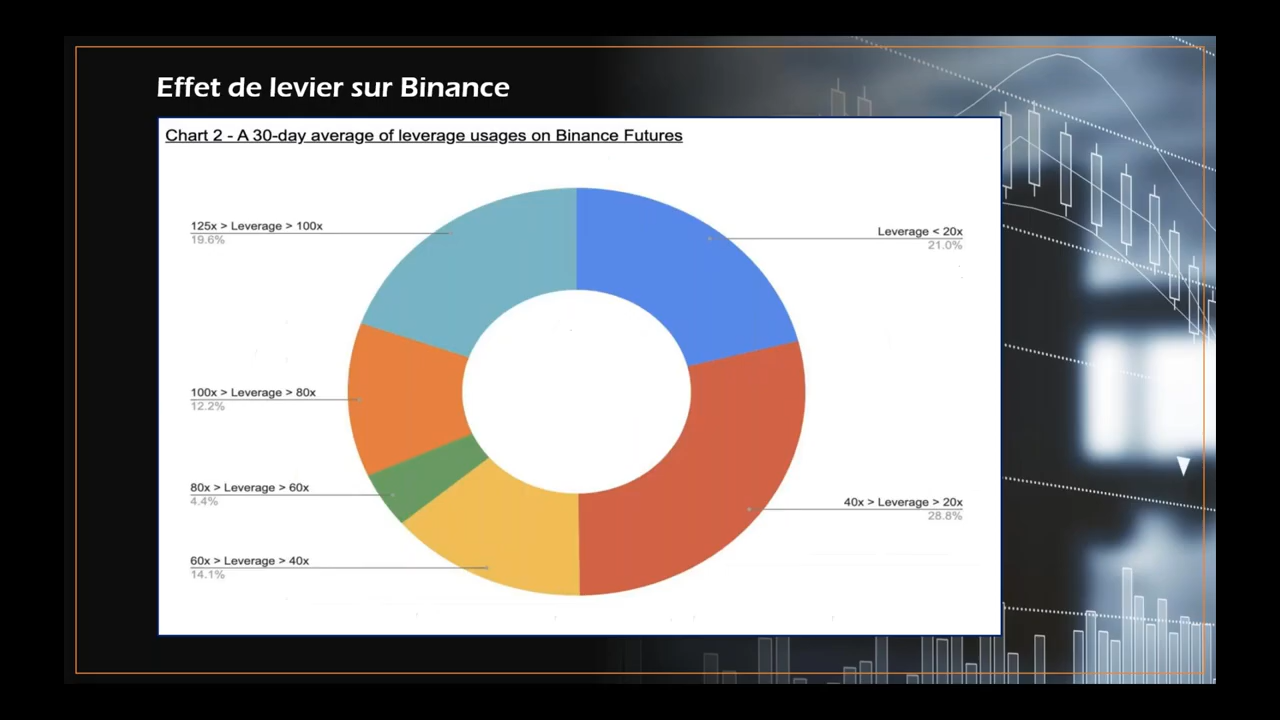 Effet de levier sur Binance
Chart 2 - A 30-day average of leverage usages on Binance Futures
125x > Leverage > 100x
19.6%
Leverage < 20x
21.0%
100x > Leverage > 80x
12.2%
80x > Leverage > 60x
4.4%
40x > Leverage > 20x
28.8%
60x > Leverage > 40x
14.1%